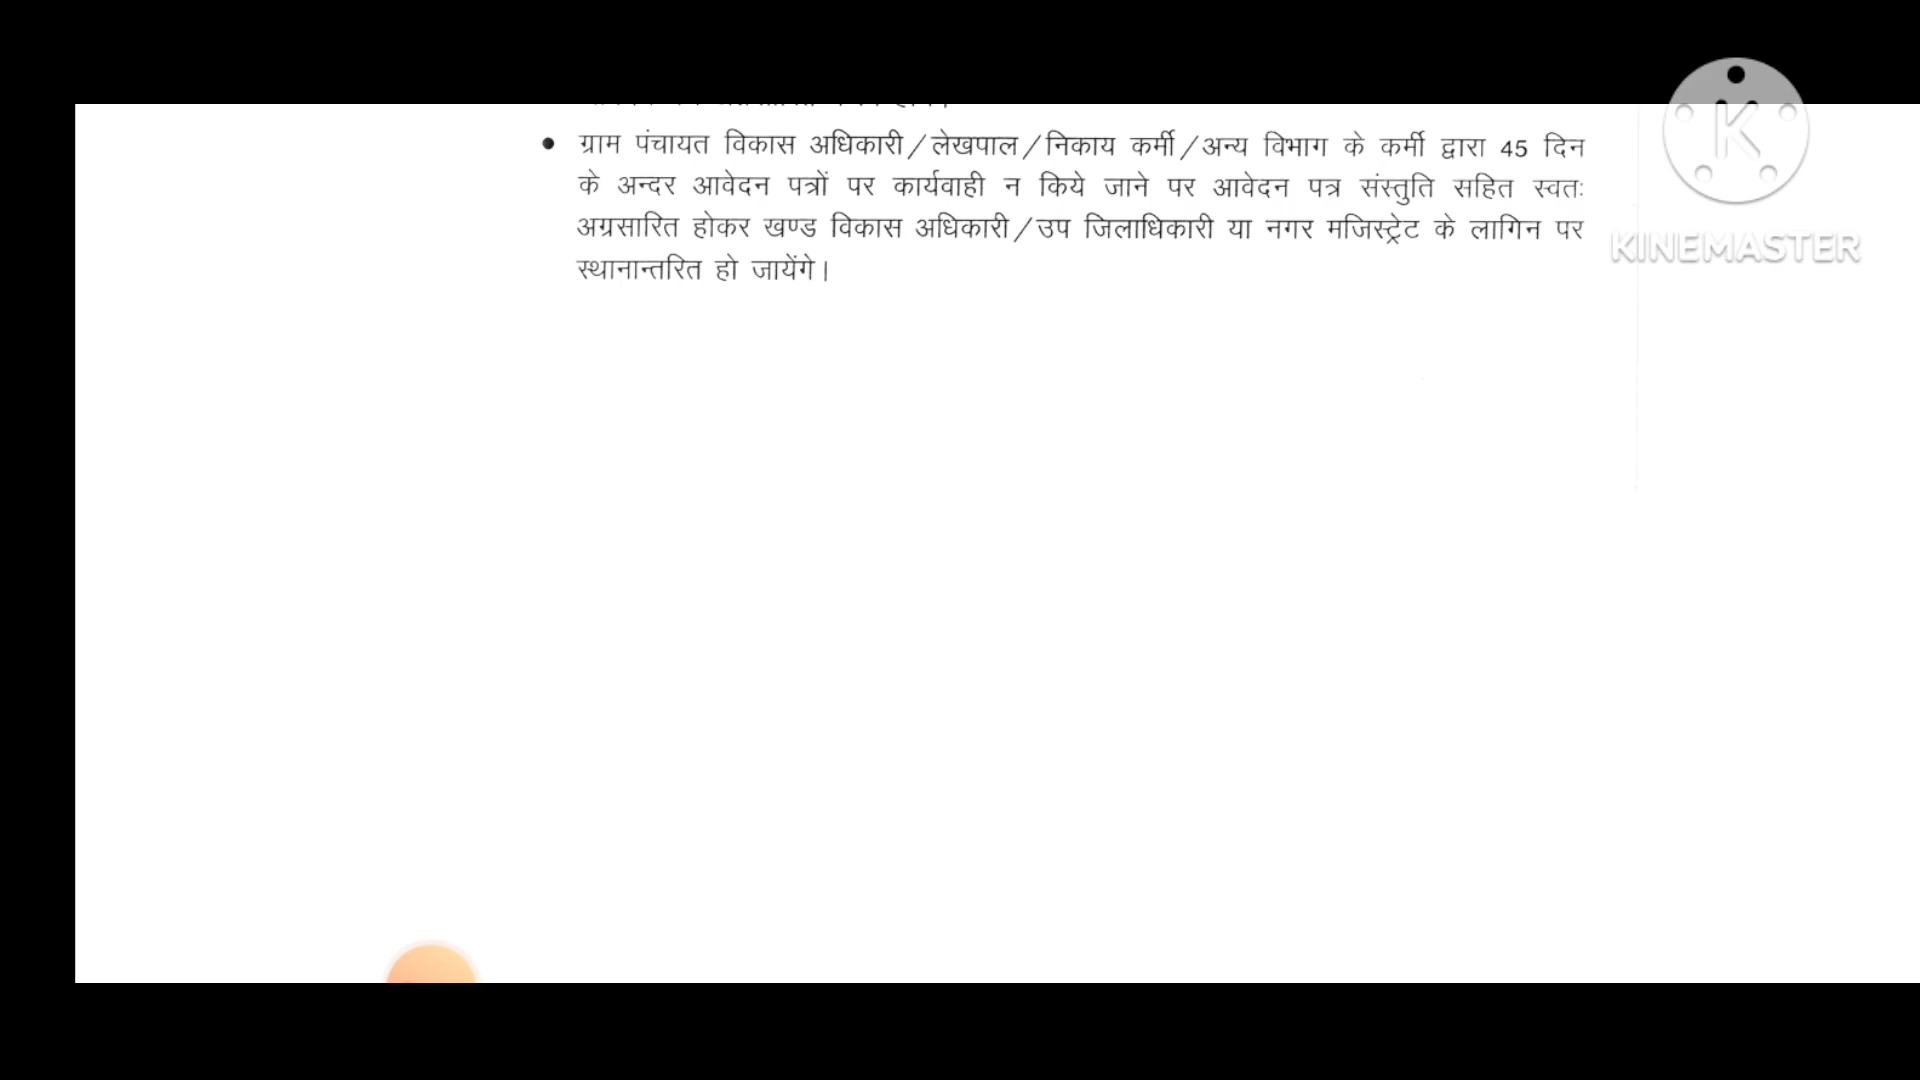 • ग्राम पंचायत विकास अधिकारी/लेखपाल/निकाय कर्मी/अन्य विभाग के कर्मी द्वारा 45 दिन
के अन्दर आवेदन पत्रों पर कार्यवाही न किये जाने पर आवेदन पत्र संस्तुति सहित स्वतः
अग्रसारित होकर खण्ड विकास अधिकारी/उप जिलाधिकारी या नगर मजिस्ट्रेट के लागिन पर
स्थानान्तरित हो जायेंगे।
K
KINEMASTER